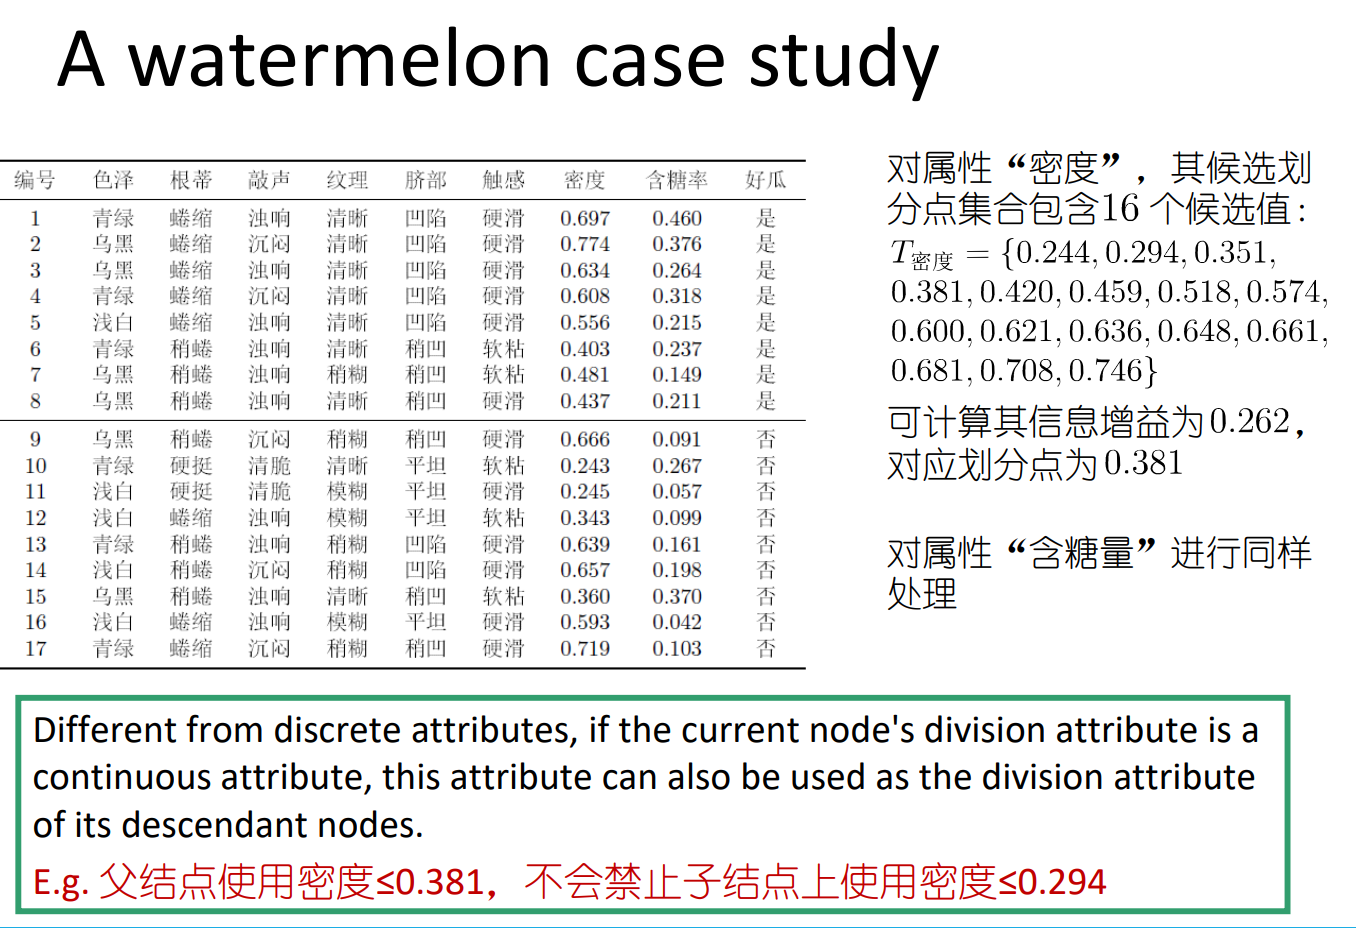 A watermelon case study
编号 色泽 根蒂 敲声 纹理 脐部 触感 密度 含糖率 好瓜
1 青绿 蜷缩 浊响 清晰 凹陷 硬滑 0.697 0.460 是
2 乌黑 蜷缩 沉闷 清晰 凹陷 硬滑 0.774 0.376 是
3 乌黑 蜷缩 浊响 清晰 凹陷 硬滑 0.634 0.264 是
4 青绿 蜷缩 沉闷 清晰 凹陷 硬滑 0.608 0.318 是
5 浅白 蜷缩 浊响 清晰 凹陷 硬滑 0.556 0.215 是
6 青绿 稍蜷 浊响 清晰 稍凹 软粘 0.403 0.237 是
7 乌黑 稍蜷 浊响 稍糊 稍凹 软粘 0.481 0.149 是
8 乌黑 稍蜷 浊响 清晰 稍凹 硬滑 0.437 0.211 是
9 乌黑 稍蜷 沉闷 稍糊 稍凹 硬滑 0.666 0.091 否
10 青绿 硬挺 清脆 清晰 平坦 软粘 0.243 0.267 否
11 浅白 硬挺 清脆 模糊 平坦 硬滑 0.245 0.057 否
12 浅白 蜷缩 浊响 模糊 平坦 软粘 0.343 0.099 否
13 青绿 稍蜷 浊响 稍糊 凹陷 硬滑 0.639 0.161 否
14 浅白 稍蜷 沉闷 稍糊 凹陷 硬滑 0.657 0.198 否
15 乌黑 稍蜷 浊响 清晰 稍凹 软粘 0.360 0.370 否
16 浅白 蜷缩 浊响 模糊 平坦 硬滑 0.593 0.042 否
17 青绿 蜷缩 沉闷 稍糊 稍凹 硬滑 0.719 0.103 否
对属性“密度”，其候选划
分点集合包含16 个候选值：
T密度 = {0.244, 0.294, 0.351,
0.381, 0.420, 0.459, 0.518, 0.574,
0.600, 0.621, 0.636, 0.648, 0.661,
0.681, 0.708, 0.746}
可计算其信息增益为0.262，
对应划分点为0.381
对属性“含糖量”进行同样
处理
Different from discrete attributes, if the current node's division attribute is a
continuous attribute, this attribute can also be used as the division attribute
of its descendant nodes.
E.g. 父结点使用密度≤0.381，不会禁止子结点上使用密度≤0.294